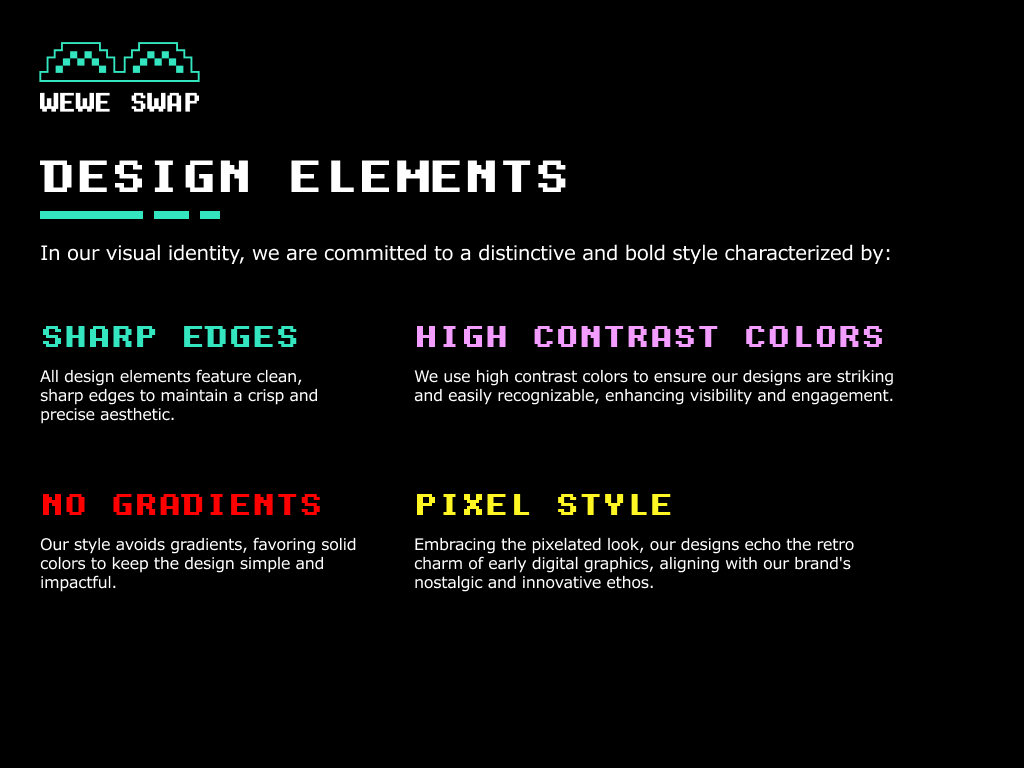 WEWE SWAP
DESIGN ELEMENTS
In our visual identity, we are committed to a distinctive and bold style characterized by:
SHARP EDGES
All design elements feature clean,
sharp edges to maintain a crisp and
precise aesthetic.
HIGH CONTRAST COLORS
We use high contrast colors to ensure our designs are striking
and easily recognizable, enhancing visibility and engagement.
NO GRADIENTS
Our style avoids gradients, favoring solid
colors to keep the design simple and
impactful.
PIXEL STYLE
Embracing the pixelated look, our designs echo the retro
charm of early digital graphics, aligning with our brand's
nostalgic and innovative ethos.